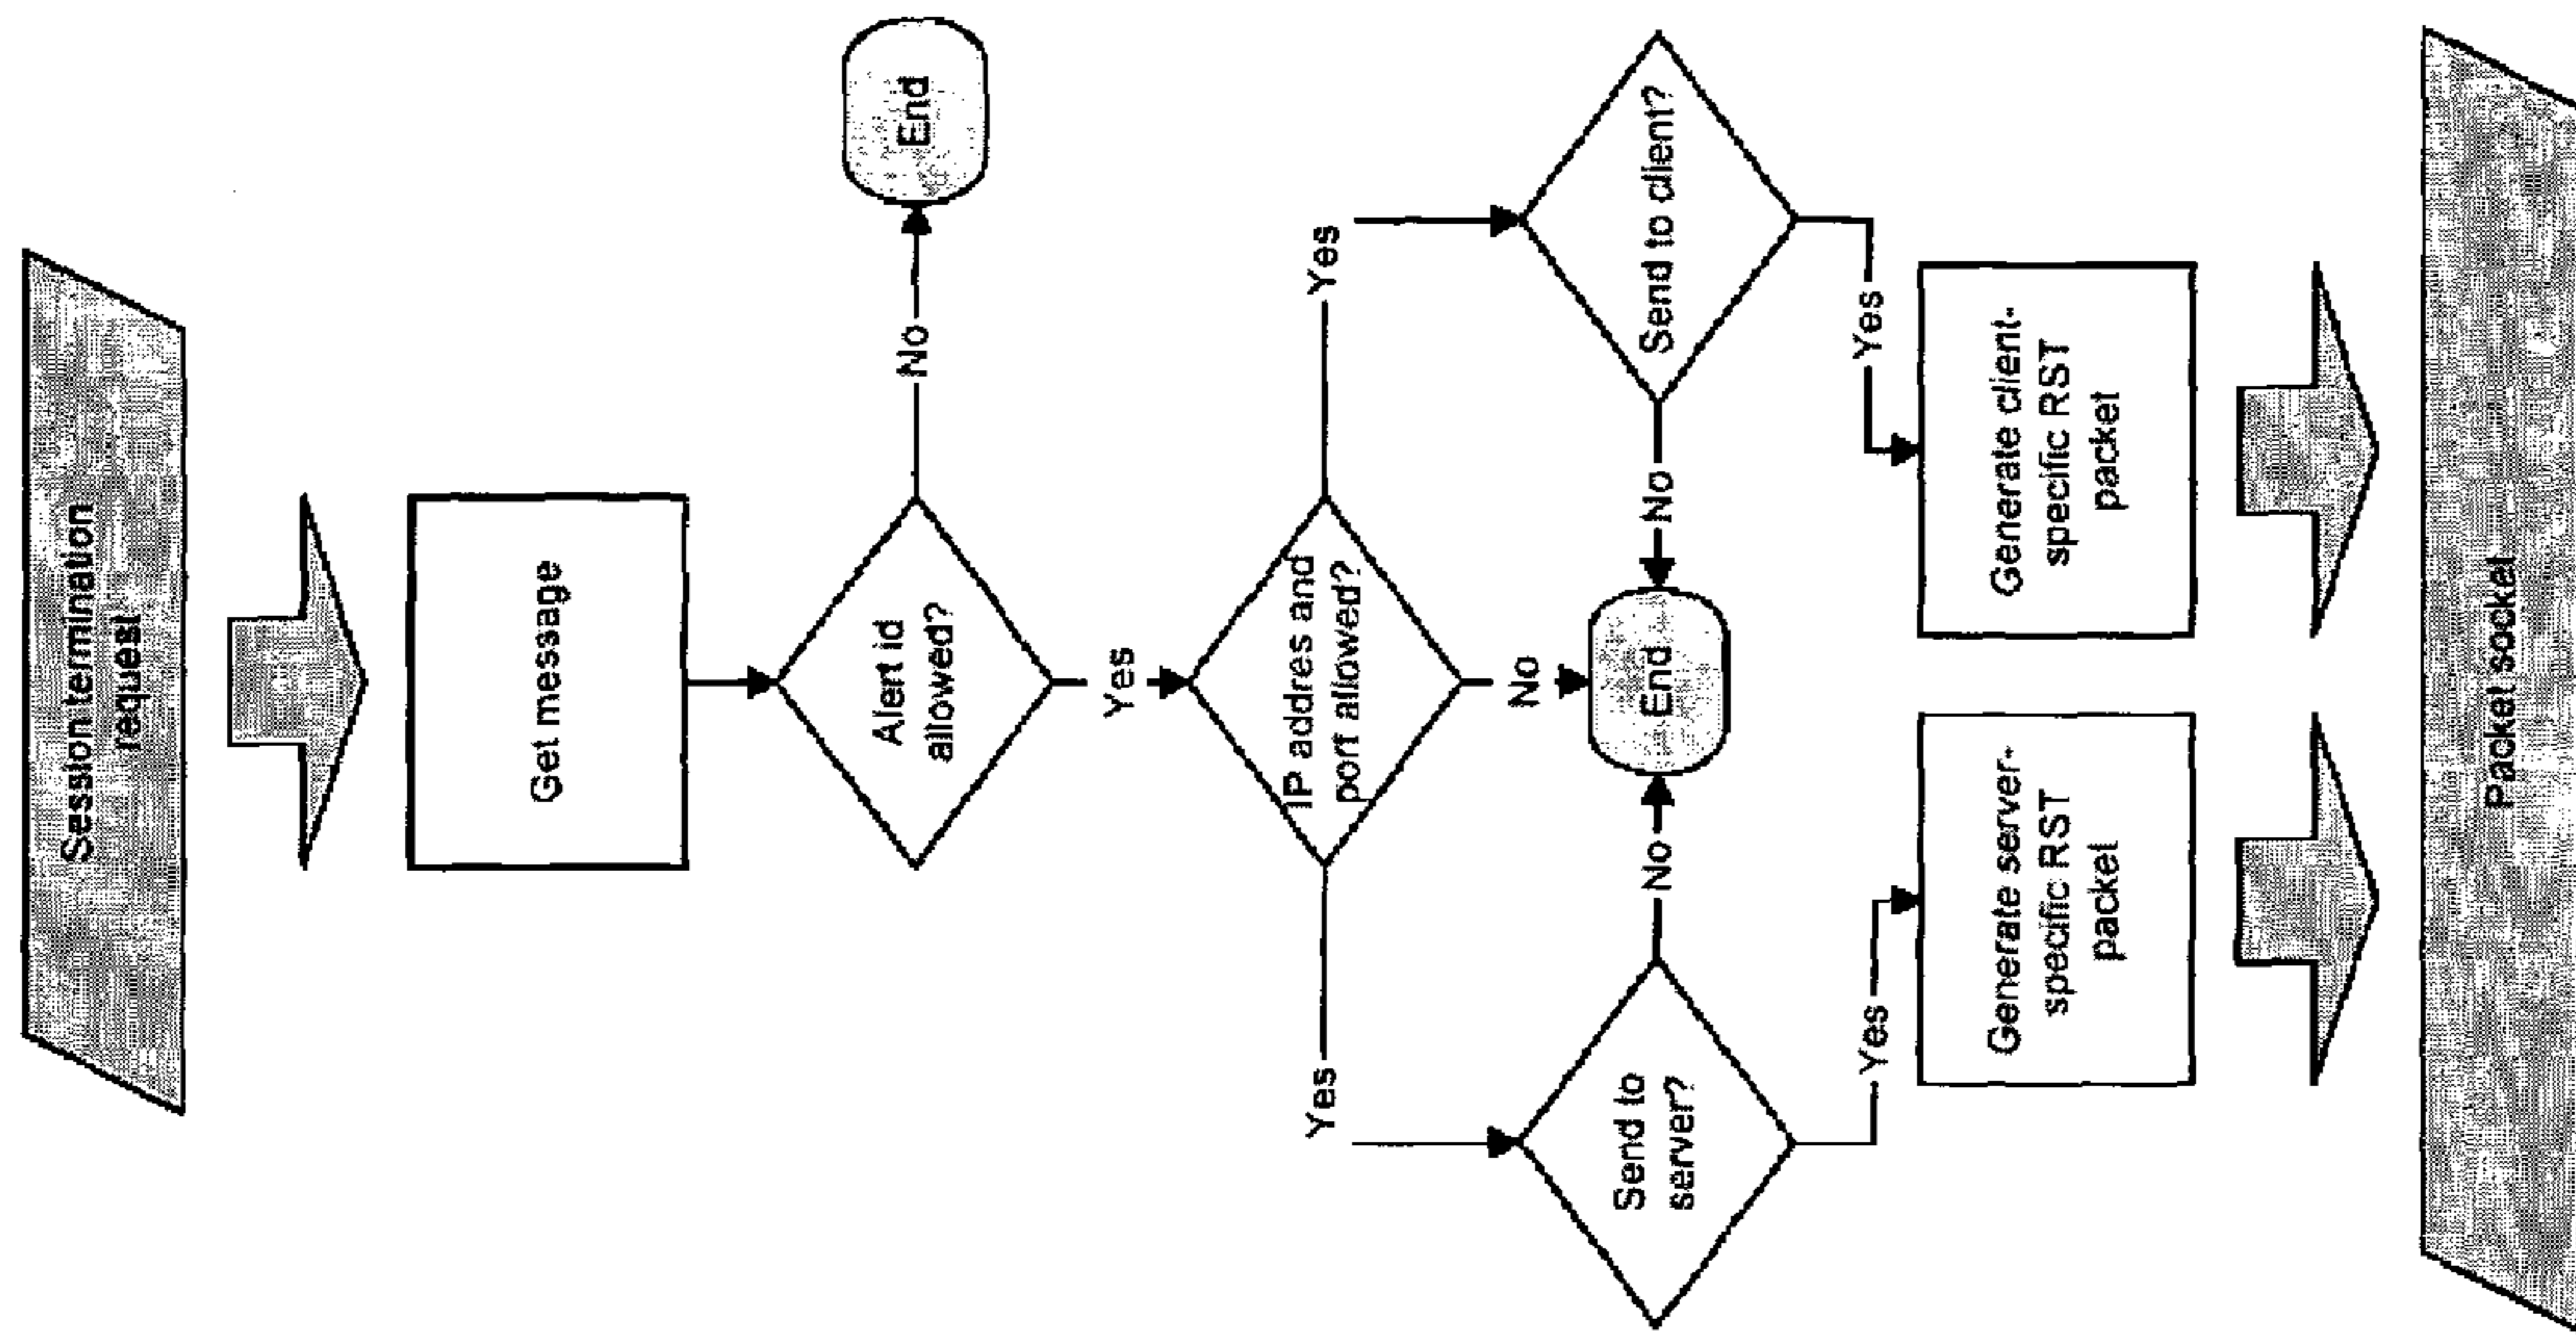 Session termination
request
Get message
Alert id
allowed?
No
End
Yes
IP addres and
port allowed?
Yes
Yes
No
Send to
server?
No
End
No
Send to client?
Yes
Yes
Generate server-
specific RST
packet
Generate client-
specific RST
packet
Packet socket